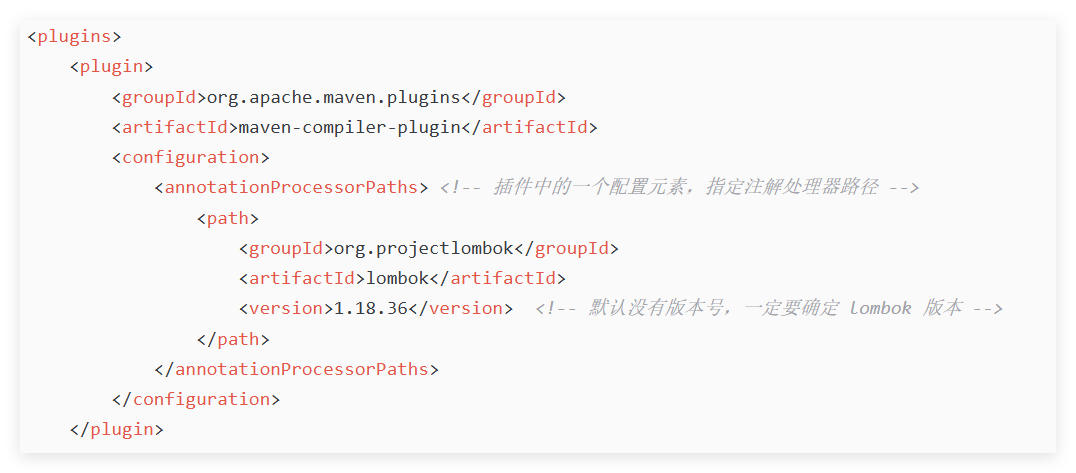 <plugins>
<plugin>
<groupId>org.apache.maven.plugins</groupId>
<artifactId>maven-compiler-plugin</artifactId>
<configuration>
<annotationProcessorPaths> <!-- 插件中的一个配置元素，指定注解处理器路径 -->
<path>
<groupId>org.projectlombok</groupId>
<artifactId>lombok</artifactId>
<version>1.18.36</version> <!-- 默认没有版本号，一定要确定 Lombok 版本 -->
</path>
</annotationProcessorPaths>
</configuration>
</plugin>